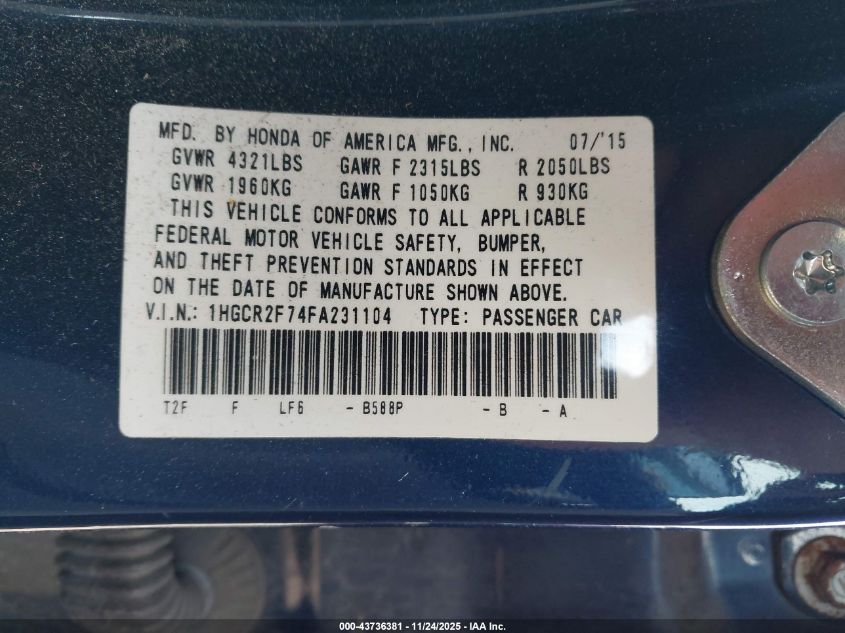 MFD. BY HONDA OF AMERICA MFG., INC. 07/'15
GVWR 4321LBS GAWR F 2315LBS R 2050LBS
GVWR 1960KG GAWR F 1050KG R 930KG
THIS VEHICLE CONFORMS TO ALL APPLICABLE
FEDERAL MOTOR VEHICLE SAFETY, BUMPER,
AND THEFT PREVENTION STANDARDS IN EFFECT
ON THE DATE OF MANUFACTURE SHOWN ABOVE.
V.I.N.: 1HGCR2F74FA231104 TYPE: PASSENGER CAR
T2F F LF6 -B588P -B -A
000-43736381 - 11/24/2025 - IAA Inc.